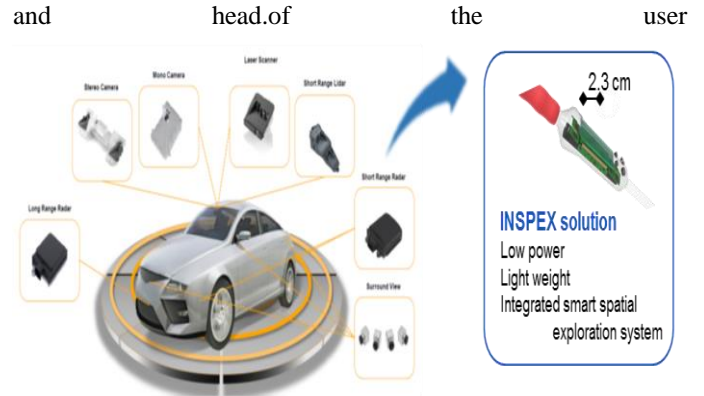 and head.of the user
Laser Scanner
Mono Camera
Stereo Camera
Short Range Lidar
Short Range Radar
Long Range Radar
Surround View
2.3 cm
INSPEX solution
Low power
Light weight
Integrated smart spatial
exploration system